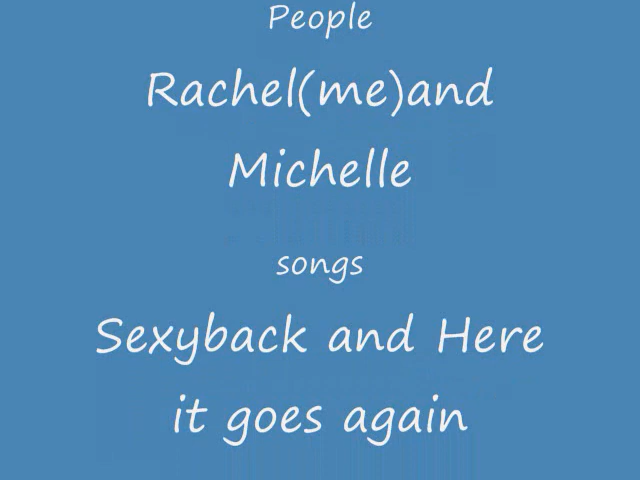 People
Rachel(me)and
Michelle
songs
Sexyback and Here
it goes again